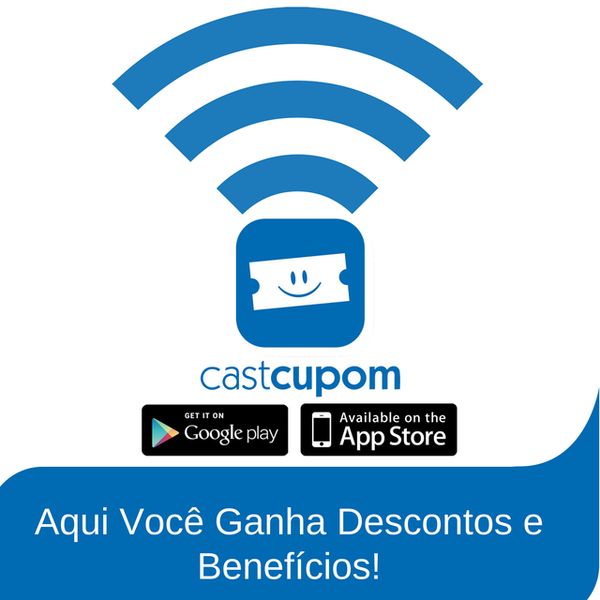 castcupom
GET IT ON
Google play
Available on the
App Store
Aqui Você Ganha Descontos e
Benefícios!